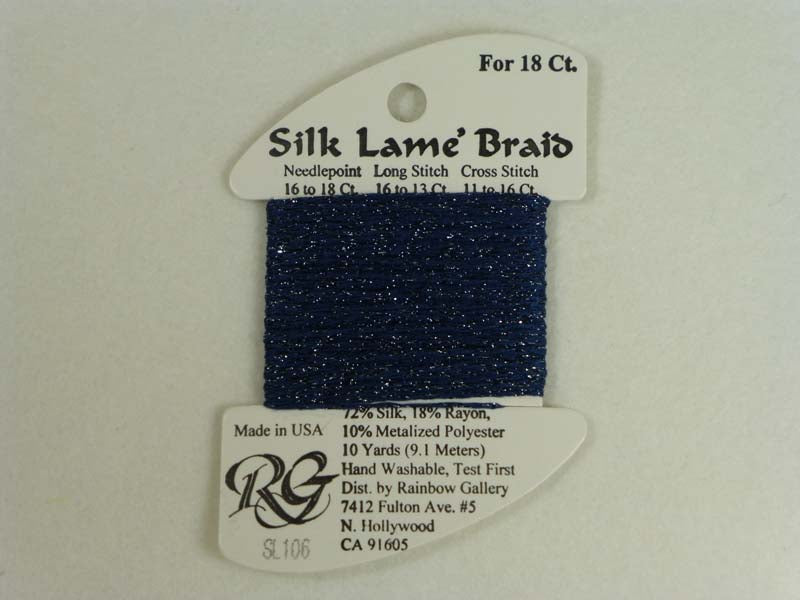 For 18 Ct.
Silk Lame' Braid
Needlepoint Long Stitch Cross Stitch
16 to 18 Ct. 16 to 13 Ct. 11 to 16 Ct.
72% Silk, 18% Rayon,
Made in USA 10% Metalized Polyester
10 Yards (9.1 Meters)
Hand Washable, Test First
RG Dist. by Rainbow Gallery
7412 Fulton Ave. #5
N. Hollywood
SL106 CA 91605